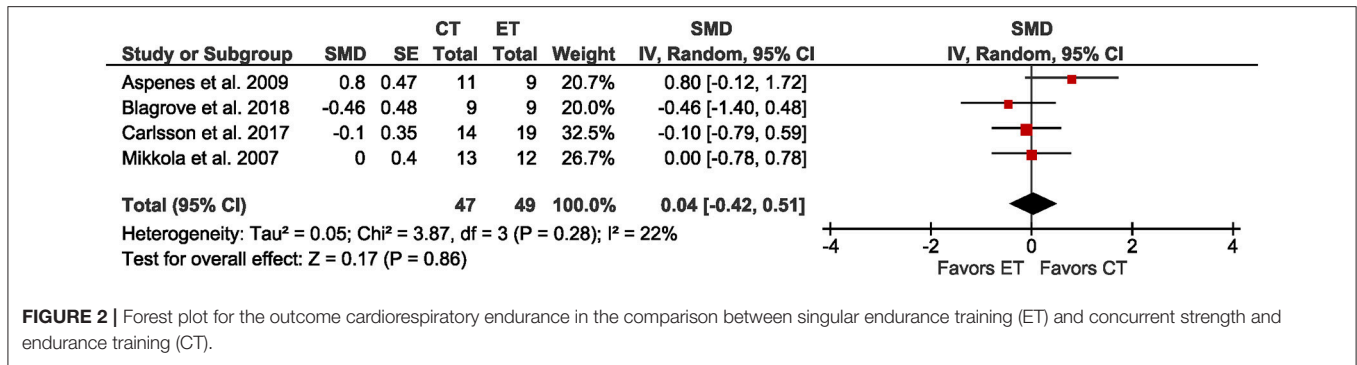 CT ET SMD SMD
Study or Subgroup SMD SE Total Total Weight IV, Random, 95% CI IV, Random, 95% CI
Aspenes et al. 2009 0.8 0.47 11 9 20.7% 0.80 [-0.12, 1.72]
Blagrove et al. 2018 -0.46 0.48 9 9 20.0% -0.46 [-1.40, 0.48]
Carlsson et al. 2017 -0.1 0.35 14 19 32.5% -0.10 [-0.79, 0.59]
Mikkola et al. 2007 0 0.4 13 12 26.7% 0.00 [-0.78, 0.78]
Total (95% CI) 47 49 100.0% 0.04 [-0.42, 0.51]
Heterogeneity: Tau² = 0.05; Chi² = 3.87, df = 3 (P = 0.28); I² = 22%
Test for overall effect: Z = 0.17 (P = 0.86)
-4 -2 0 2 4
Favors ET Favors CT
FIGURE 2 | Forest plot for the outcome cardiorespiratory endurance in the comparison between singular endurance training (ET) and concurrent strength and
endurance training (CT).